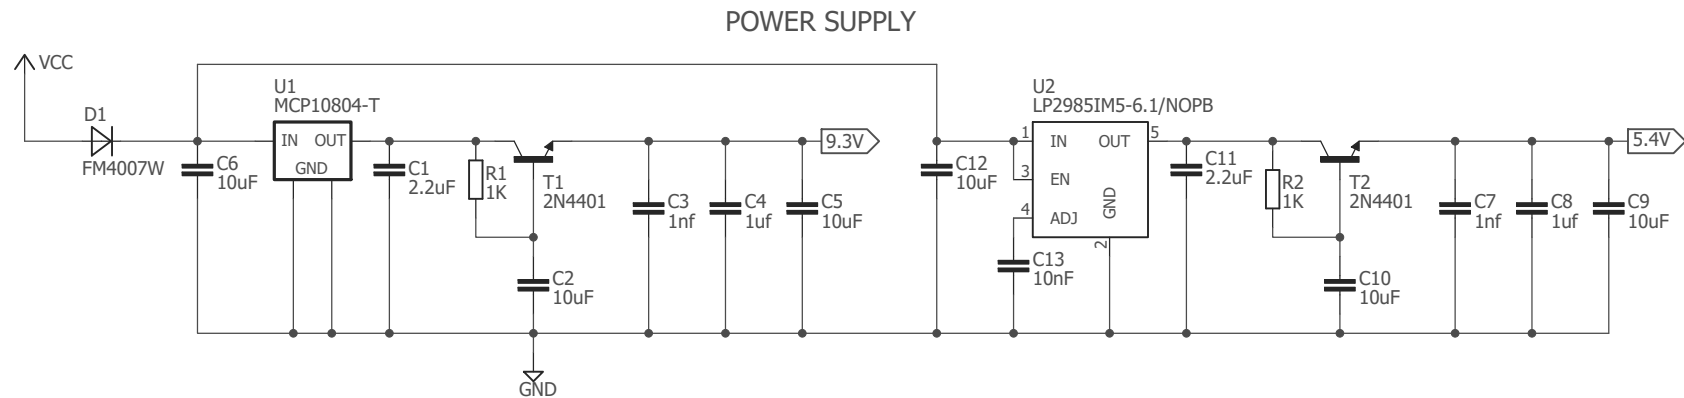 POWER SUPPLY
VCC
D1
FM4007W
C6
10uF
U1
MCP10804-T
IN OUT
GND
C1
2.2uF
R1
1K
T1
2N4401
C2
10uF
GND
C3
1nf
C4
1uf
C5
10uF
9.3V
C12
10uF
U2
LP2985IM5-6.1/NOPB
1 IN OUT 5
3 EN
4 ADJ
GND
2
C13
10nF
C11
2.2uF
R2
1K
T2
2N4401
C10
10uF
C7
1nf
C8
1uf
C9
10uF
5.4V